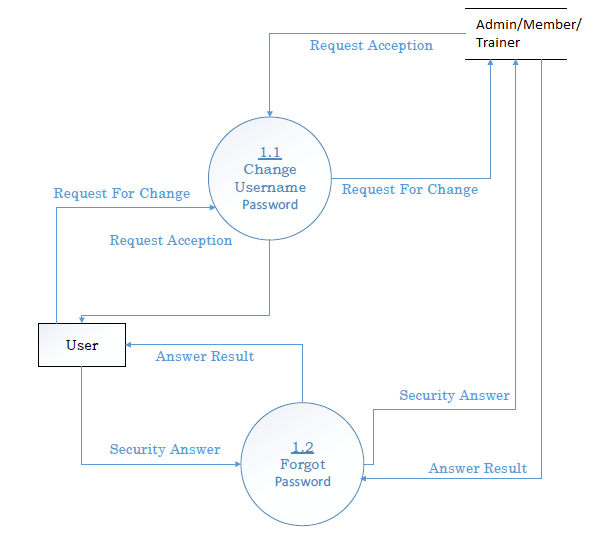 Admin/Member/
Trainer
Request Acception
1.1
Change
Username
Password
Request For Change
Request For Change
Request Acception
User
Answer Result
Security Answer
Security Answer
1.2
Forgot
Password
Answer Result